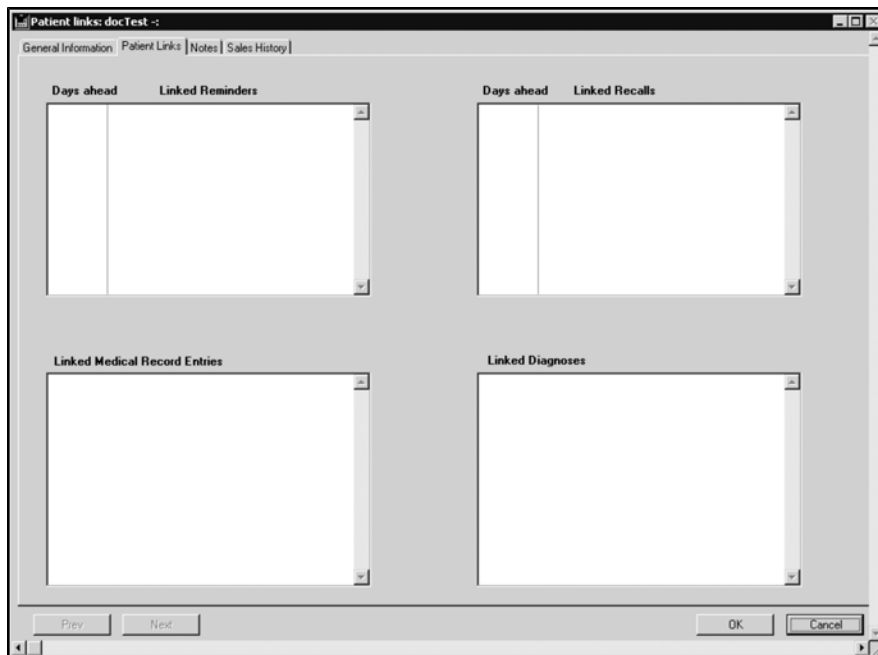 Patient links: docTest -:
General Information Patient Links Notes Sales History
Days ahead Linked Reminders Days ahead Linked Recalls
Linked Medical Record Entries Linked Diagnoses
Prev Next OK Cancel